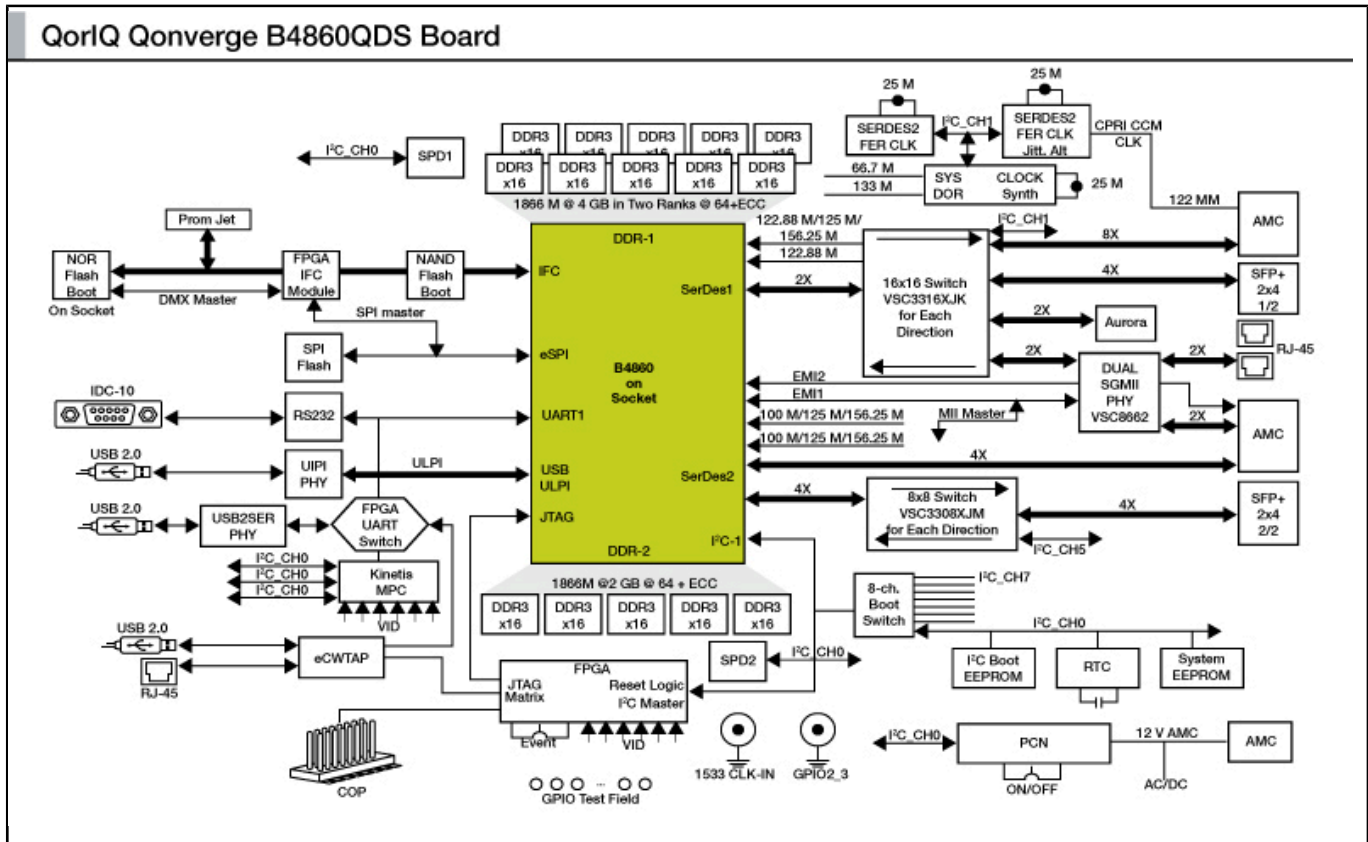 QorIQ Qonverge B4860QDS Board
25 M
25 M
I²C_CH1
SERDES2
FER CLK
SERDES2
FER CLK
Jitt. Alt
CPRI CCM
CLK
I²C_CH0
SPD1
DDR3
x16
DDR3
x16
DDR3
x16
DDR3
x16
DDR3
x16
DDR3
x16
DDR3
x16
DDR3
x16
DDR3
x16
DDR3
x16
1866 M @ 4 GB in Two Ranks @ 64+ECC
66.7 M
133 M
SYS
DOR
CLOCK
Synth
25 M
122 MM
AMC
Prom Jet
NOR
Flash
Boot
On Socket
DMX Master
FPGA
IFC
Module
NAND
Flash
Boot
SPI master
SPI
Flash
IDC-10
RS232
USB 2.0
UIPI
PHY
ULPI
USB 2.0
USB2SER
PHY
FPGA
UART
Switch
I²C_CH0
I²C_CH0
I²C_CH0
Kinetis
MPC
VID
USB 2.0
RJ-45
eCWTAP
COP
DDR-1
IFC
SerDes1
eSPI
B4860
on
Socket
UART1
USB
ULPI
SerDes2
JTAG
I²C-1
DDR-2
122.88 M/125 M/
156.25 M
122.88 M
2X
16x16 Switch
VSC3316XJK
for Each
Direction
I²C_CH1
8X
4X
SFP+
2x4
1/2
2X
Aurora
2X
2X
RJ-45
EMI2
EMI1
MII Master
DUAL
SGMII
PHY
VSC8662
2X
AMC
100 M/125 M/156.25 M
100 M/125 M/156.25 M
4X
4X
8x8 Switch
VSC3308XJM
for Each Direction
4X
SFP+
2x4
2/2
I²C_CH5
1866M @2 GB @ 64 + ECC
DDR3
x16
DDR3
x16
DDR3
x16
DDR3
x16
DDR3
x16
SPD2
I²C_CH0
8-ch.
Boot
Switch
I²C_CH7
I²C_CH0
I²C Boot
EEPROM
RTC
System
EEPROM
FPGA
JTAG
Matrix
Reset Logic
I²C Master
Event
VID
GPIO Test Field
1533 CLK-IN
GPIO2_3
I²C_CH0
PCN
ON/OFF
12 V AMC
AC/DC
AMC